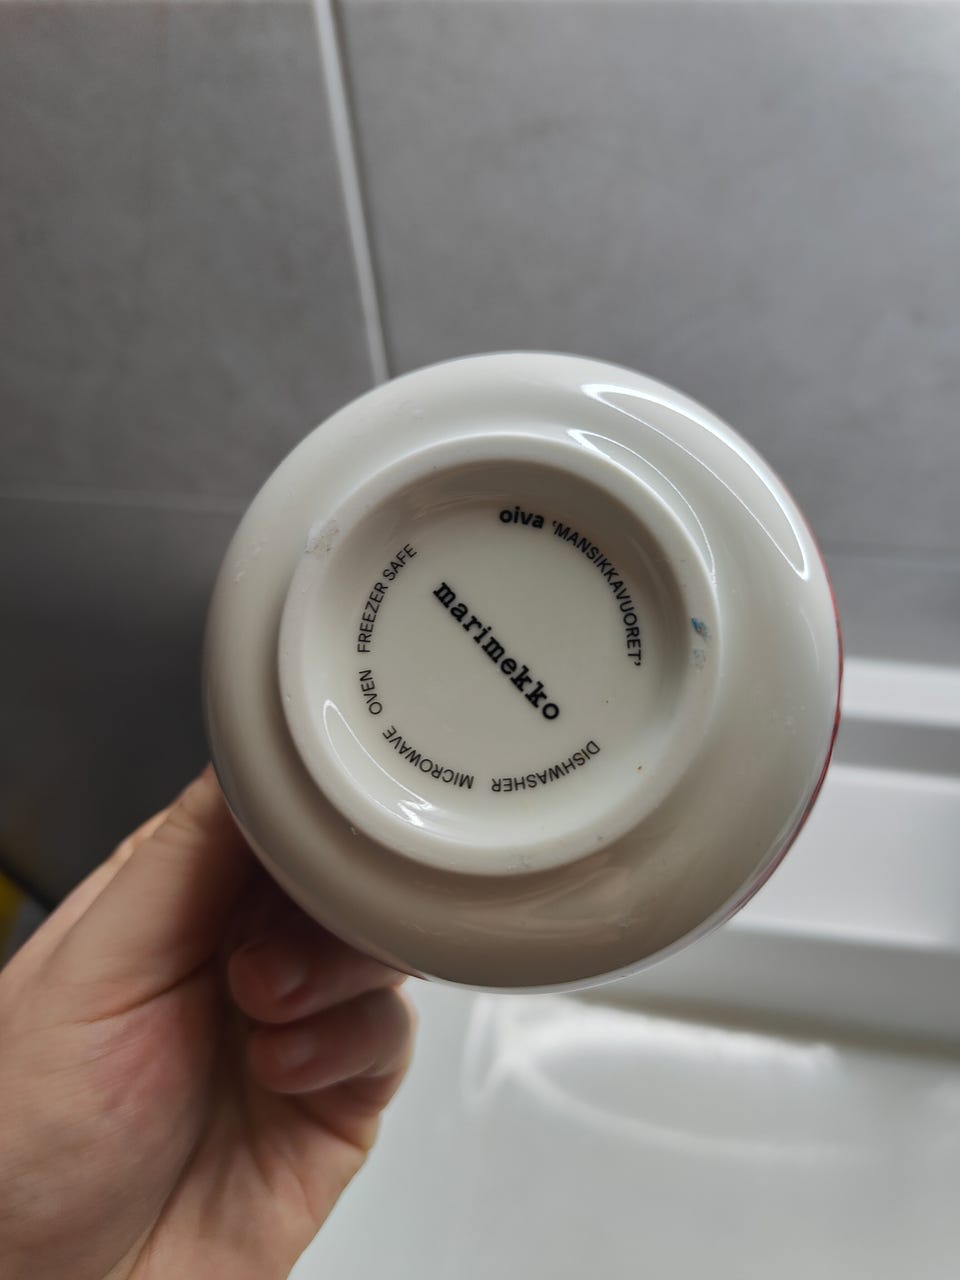 oiva ‘MANSIKKAVUORET’
marimekko
DISHWASHER MICROWAVE OVEN FREEZER SAFE